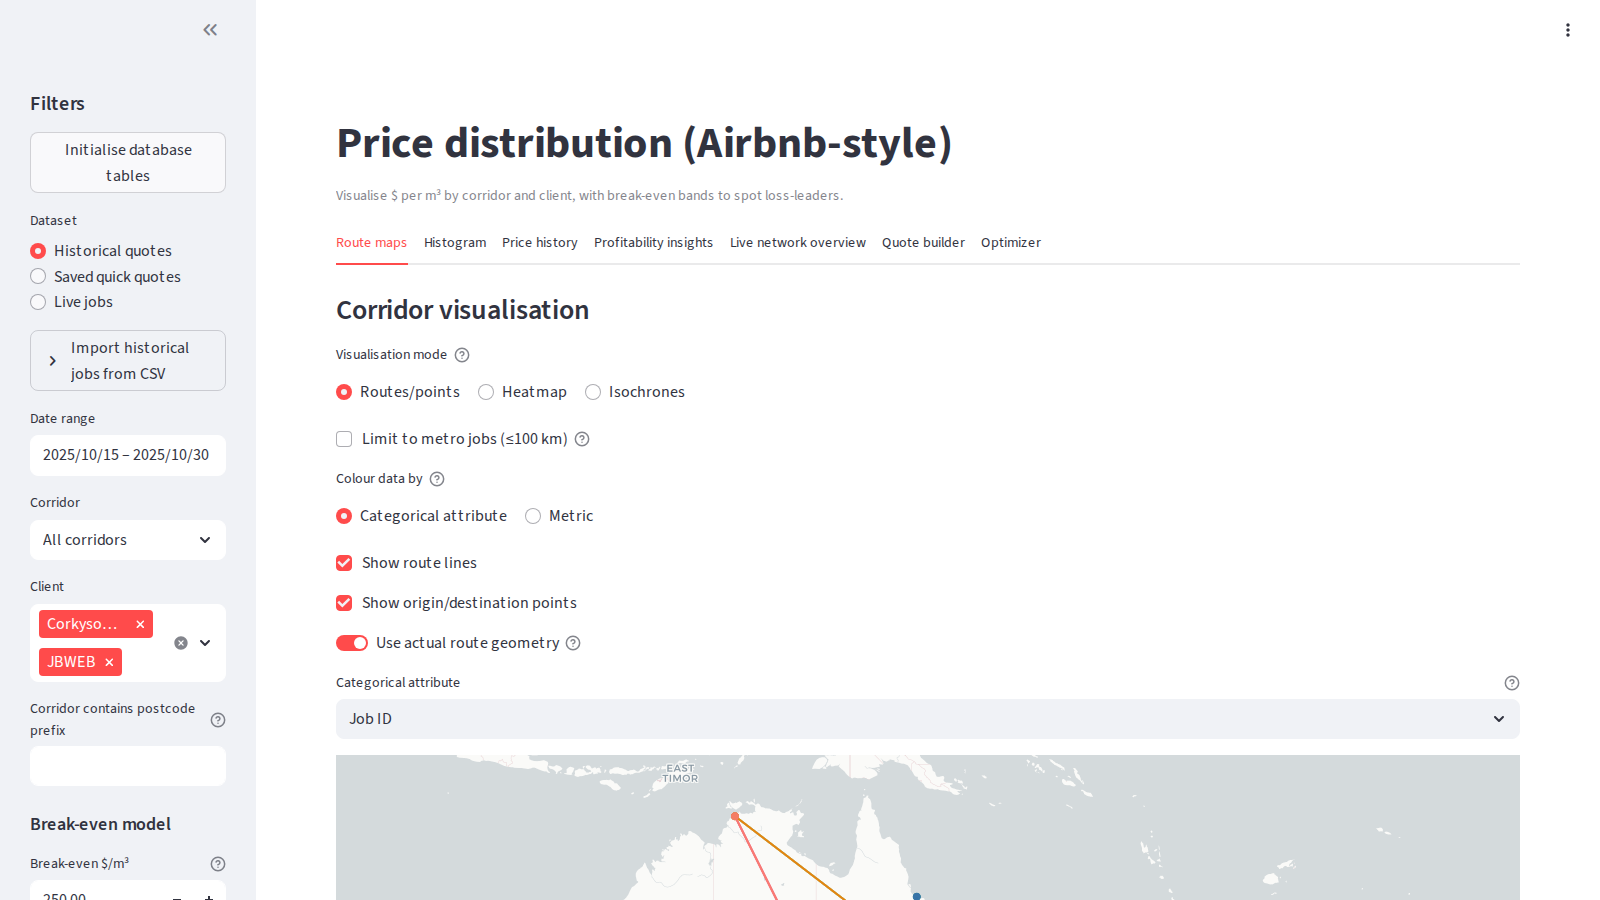 Filters
Initialise database
tables
Dataset
Historical quotes
Saved quick quotes
Live jobs
Import historical
jobs from CSV
Date range
2025/10/15 – 2025/10/30
Corridor
All corridors
Client
Corkyso...
JBWEB
Corridor contains postcode
prefix
Break-even model
Break-even $/m³
250.00
Price distribution (Airbnb-style)
Visualise $ per m³ by corridor and client, with break-even bands to spot loss-leaders.
Route maps Histogram Price history Profitability insights Live network overview Quote builder Optimizer
Corridor visualisation
Visualisation mode
Routes/points Heatmap Isochrones
Limit to metro jobs (≤100 km)
Colour data by
Categorical attribute Metric
Show route lines
Show origin/destination points
Use actual route geometry
Categorical attribute
Job ID
EAST
TIMOR